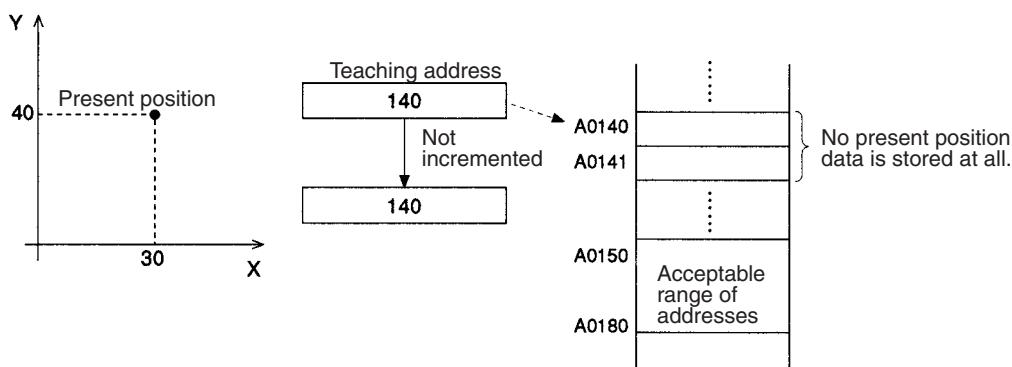 Y
40
Present position
30
X
Teaching address
140
Not
incremented
140
A0140
A0141
No present position
data is stored at all.
A0150
Acceptable
range of
addresses
A0180